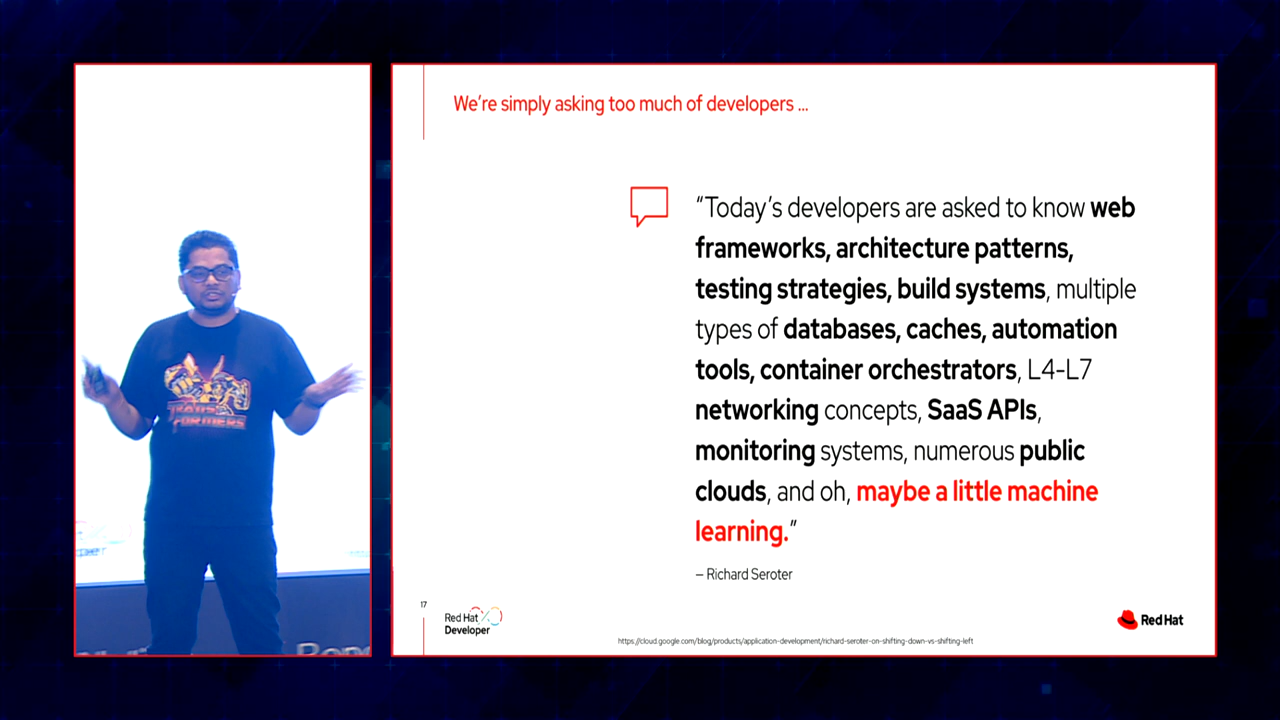 We're simply asking too much of developers ...
“Today's developers are asked to know web
frameworks, architecture patterns,
testing strategies, build systems, multiple
types of databases, caches, automation
tools, container orchestrators, L4-L7
networking concepts, SaaS APIs,
monitoring systems, numerous public
clouds, and oh, maybe a little machine
learning.”
– Richard Seroter
TRANS
FORMERS
17
Red Hat
Developer
Red Hat
https://cloud.google.com/blog/products/application-development/richard-seroter-on-shifting-down-vs-shifting-left